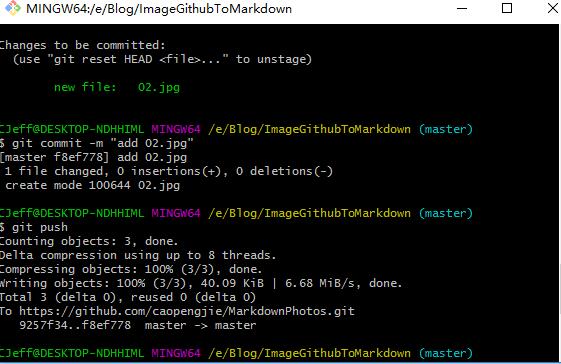 MINGW64:/e/Blog/ImageGithubToMarkdown
Changes to be committed:
  (use "git reset HEAD <file>..." to unstage)
        new file:   02.jpg
CJeff@DESKTOP-NDHHIML MINGW64 /e/Blog/ImageGithubToMarkdown (master)
$ git commit -m "add 02.jpg"
[master f8ef778] add 02.jpg
 1 file changed, 0 insertions(+), 0 deletions(-)
 create mode 100644 02.jpg
CJeff@DESKTOP-NDHHIML MINGW64 /e/Blog/ImageGithubToMarkdown (master)
$ git push
Counting objects: 3, done.
Delta compression using up to 8 threads.
Compressing objects: 100% (3/3), done.
Writing objects: 100% (3/3), 40.09 KiB | 6.68 MiB/s, done.
Total 3 (delta 0), reused 0 (delta 0)
To https://github.com/caopengjie/MarkdownPhotos.git
   9257f34..f8ef778  master -> master
CJeff@DESKTOP-NDHHIML MINGW64 /e/Blog/ImageGithubToMarkdown (master)